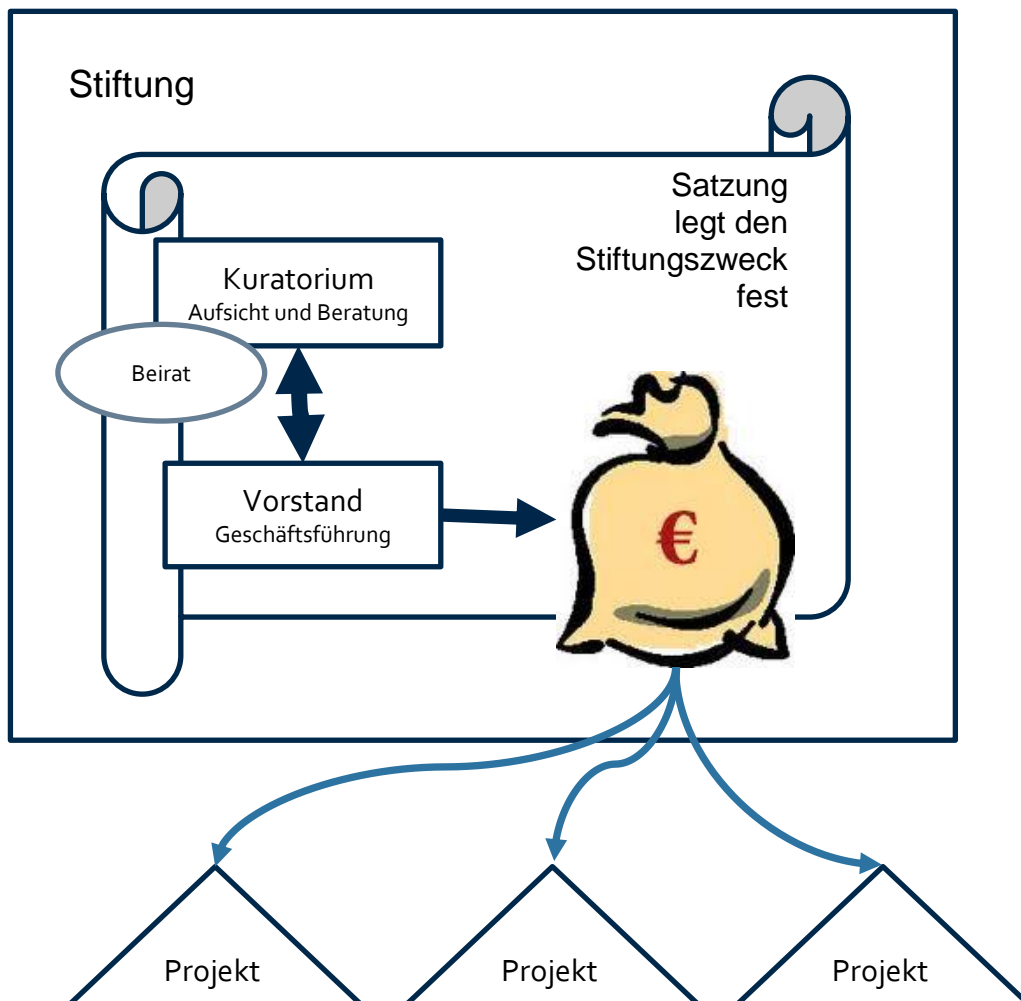 Stiftung
Satzung
legt den
Stiftungszweck
fest
Kuratorium
Aufsicht und Beratung
Beirat
Vorstand
Geschäftsführung
€
Projekt
Projekt
Projekt